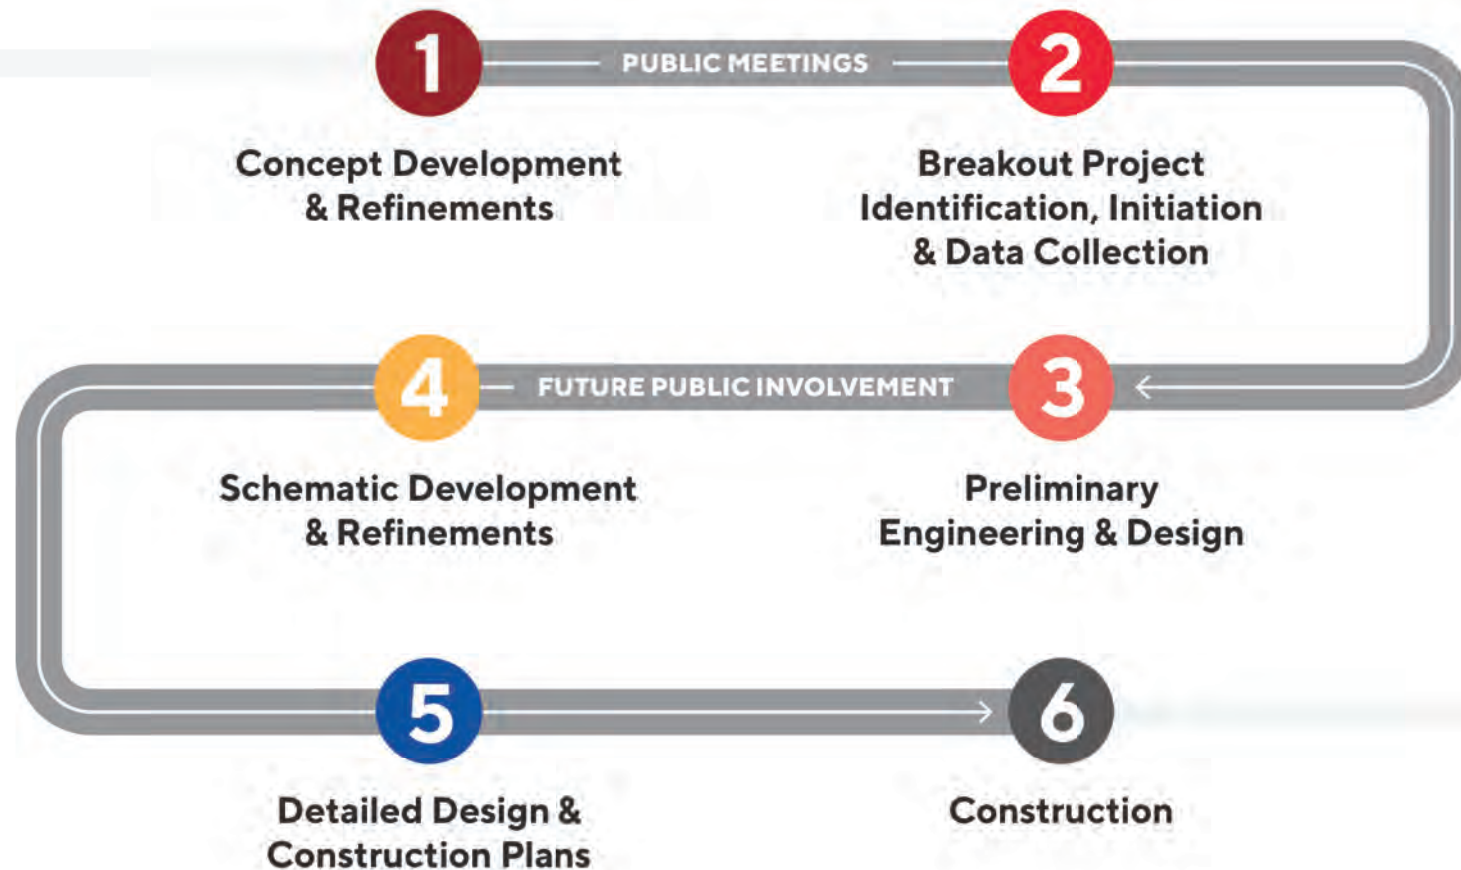 1
PUBLIC MEETINGS
2
Concept Development
& Refinements
Breakout Project
Identification, Initiation
& Data Collection
4
FUTURE PUBLIC INVOLVEMENT
3
Schematic Development
& Refinements
Preliminary
Engineering & Design
5
6
Detailed Design &
Construction Plans
Construction